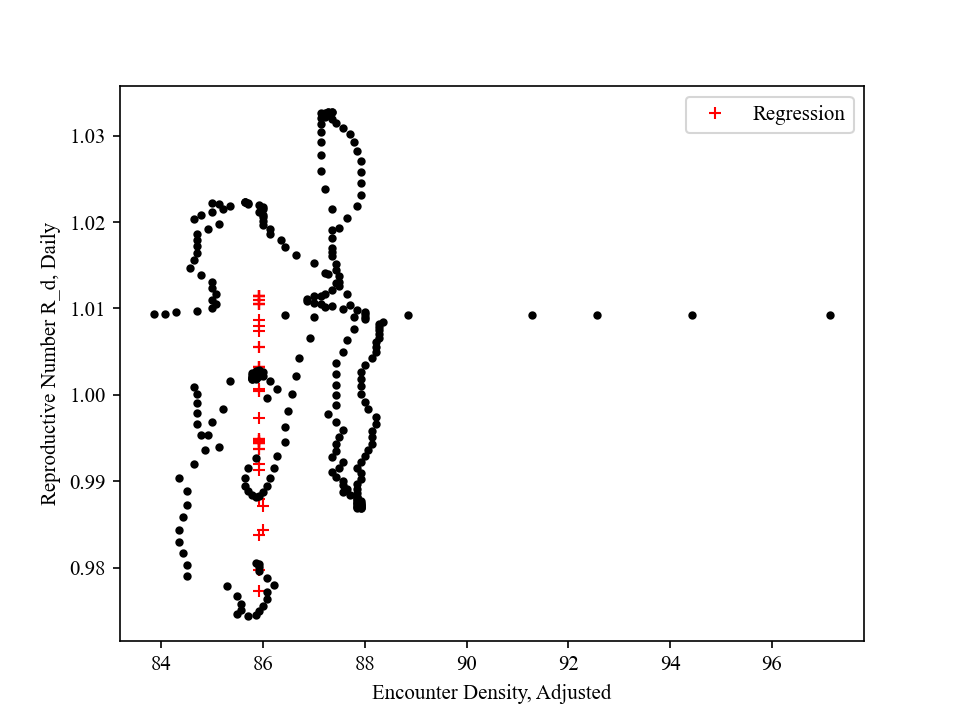 Regression
1.03
1.02
1.01
1.00
0.99
0.98
Reproductive Number R_d, Daily
84 86 88 90 92 94 96
Encounter Density, Adjusted